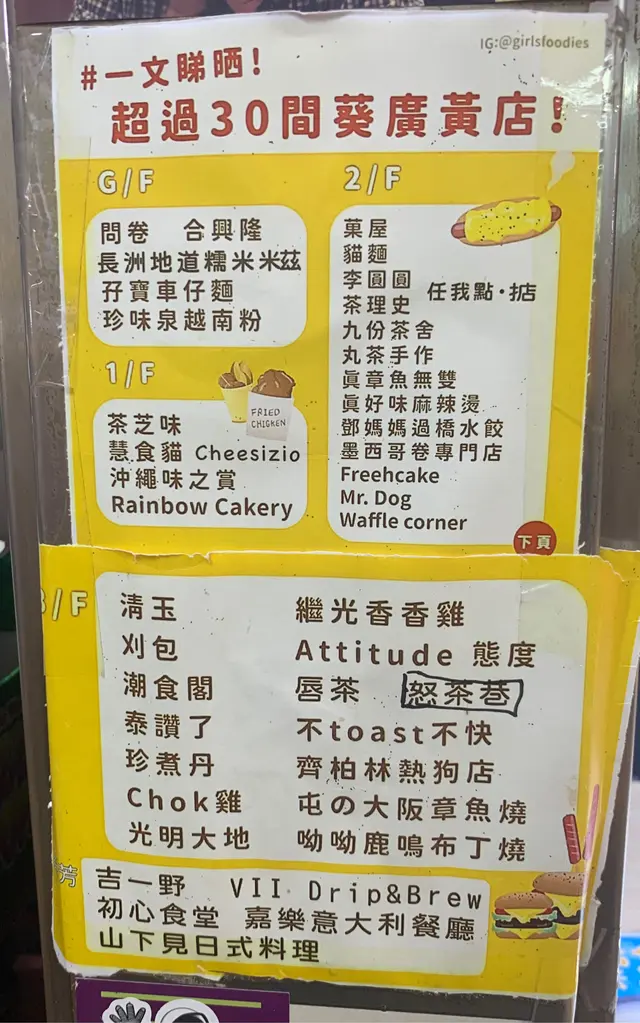 IG:@girlsfoodies
#一文睇晒!
超過30間葵廣黃店!
G/F
問卷 合興隆
長洲地道糯米米茲
孖寶車仔麵
珍味泉越南粉
1/F
FRIED
CHICKEN
茶芝味
慧食貓 Cheesizio
沖繩味之賞
Rainbow Cakery
2/F
菓屋
貓麵
李圓圓
茶理史
任我點·扚店
九份茶舍
丸茶手作
眞章魚無雙
眞好味麻辣燙
鄧媽媽過橋水餃
墨西哥卷專門店
Freehcake
Mr. Dog
Waffle corner
下頁
3/F
清玉
刈包
潮食閣
泰讚了
珍煮丹
Chok雞
光明大地
繼光香香雞
Attitude 態度
唇茶 怒茶巷
不toast不快
齊柏林熱狗店
屯の大阪章魚燒
呦呦鹿鳴布丁燒
芳
吉一野 VII Drip&Brew
初心食堂 嘉樂意大利餐廳
山下見日式料理